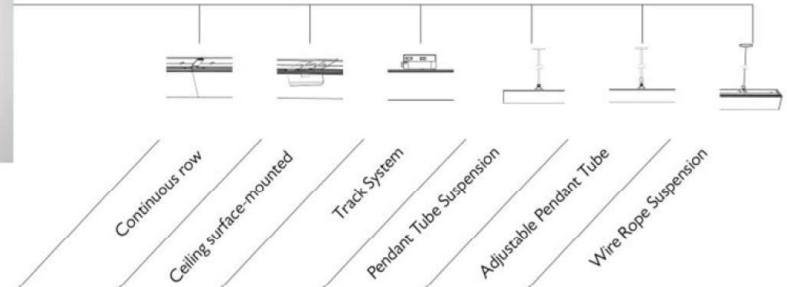 Continuous row
Ceiling surface-mounted
Track System
Pendant Tube Suspension
Adjustable Pendant Tube
Wire Rope Suspension